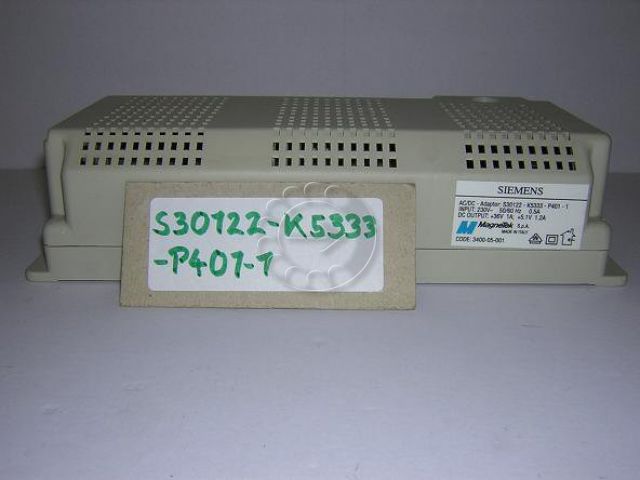 S30122-K5333
-P401-1
SIEMENS
AC/DC - Adapter S30122 - K5333 - P401 - 1
INPUT: 230V~ 50/60 Hz 0.5A
DC OUTPUT: +36V 1A, +5.1V 1.2A
MagneTek S.p.A.
MADE IN ITALY
CODE: 3400-05-001